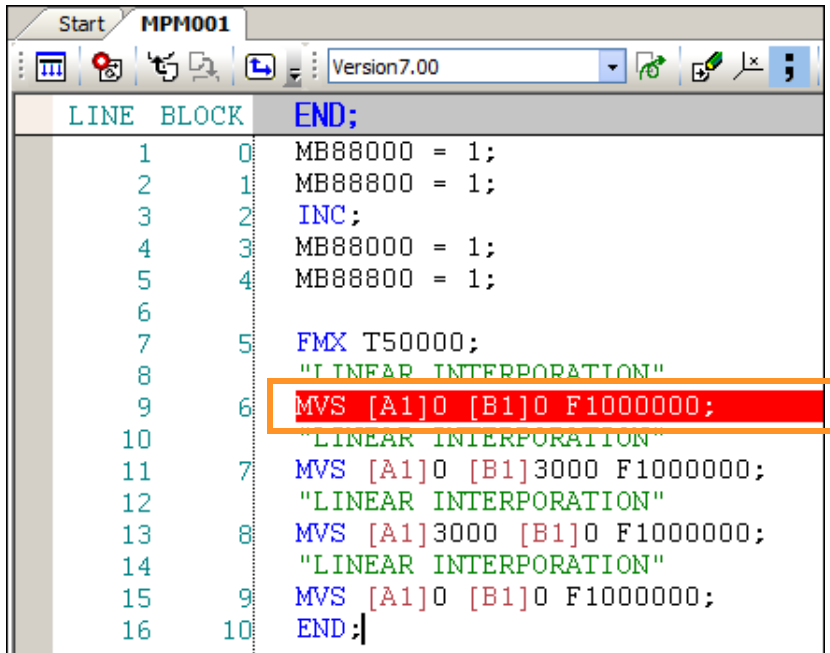 Start MPM001
Version7.00
LINE BLOCK END;
1 0 MB88000 = 1;
2 1 MB88800 = 1;
3 2 INC;
4 3 MB88000 = 1;
5 4 MB88800 = 1;
6
7 5 FMX T50000;
8 "LINEAR INTERPORATION"
9 6 MVS [A1]0 [B1]0 F1000000;
10 "LINEAR INTERPORATION"
11 7 MVS [A1]0 [B1]3000 F1000000;
12 "LINEAR INTERPORATION"
13 8 MVS [A1]3000 [B1]0 F1000000;
14 "LINEAR INTERPORATION"
15 9 MVS [A1]0 [B1]0 F1000000;
16 10 END;